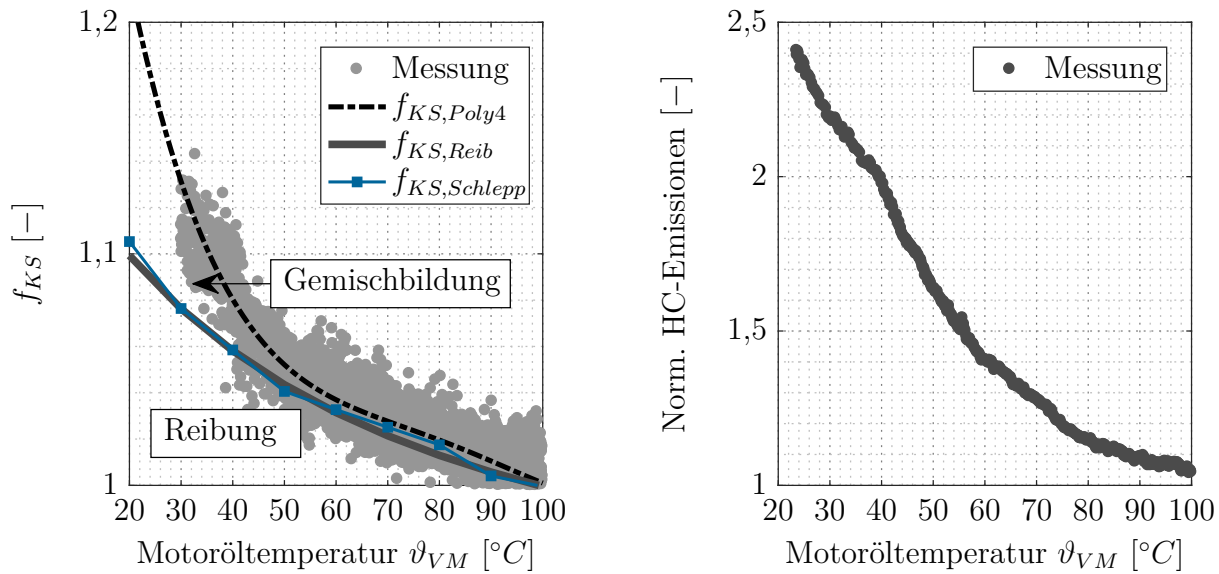 1,2
1,1
1
f_{KS} [−]
Messung
f_{KS,Poly4}
f_{KS,Reib}
f_{KS,Schlepp}
Gemischbildung
Reibung
20 30 40 50 60 70 80 90 100
Motoröltemperatur ϑ_{VM} [°C]
2,5
2
1,5
1
Norm. HC-Emissionen [−]
Messung
20 30 40 50 60 70 80 90 100
Motoröltemperatur ϑ_{VM} [°C]